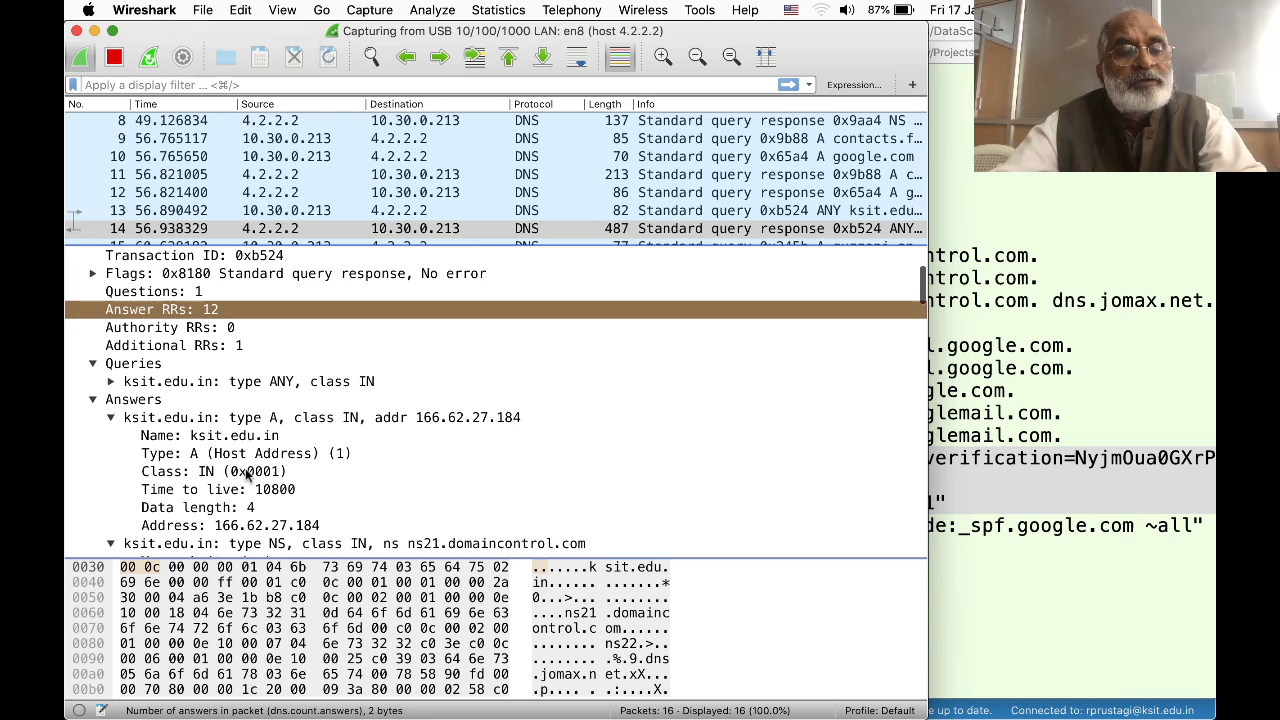 Wireshark File Edit View Go Capture Analyze Statistics Telephony Wireless Tools Help 87% Fri 17 Ja
Capturing from USB 10/100/1000 LAN: en8 (host 4.2.2.2)
/DataSc
/Projects
Apply a display filter ... <⌘/> Expression... +
No. Time Source Destination Protocol Length Info
8 49.126834 4.2.2.2 10.30.0.213 DNS 137 Standard query response 0x9aa4 NS …
9 56.765117 10.30.0.213 4.2.2.2 DNS 85 Standard query 0x9b88 A contacts.f…
10 56.765650 10.30.0.213 4.2.2.2 DNS 70 Standard query 0x65a4 A google.com
11 56.821005 4.2.2.2 10.30.0.213 DNS 213 Standard query response 0x9b88 A c…
12 56.821400 4.2.2.2 10.30.0.213 DNS 86 Standard query response 0x65a4 A g…
13 56.890492 10.30.0.213 4.2.2.2 DNS 82 Standard query 0xb524 ANY ksit.edu…
14 56.938329 4.2.2.2 10.30.0.213 DNS 487 Standard query response 0xb524 ANY…
Transaction ID: 0xb524
Flags: 0x8180 Standard query response, No error
Questions: 1
Answer RRs: 12
Authority RRs: 0
Additional RRs: 1
Queries
ksit.edu.in: type ANY, class IN
Answers
ksit.edu.in: type A, class IN, addr 166.62.27.184
Name: ksit.edu.in
Type: A (Host Address) (1)
Class: IN (0x0001)
Time to live: 10800
Data length: 4
Address: 166.62.27.184
ksit.edu.in: type NS, class IN, ns ns21.domaincontrol.com
0030 00 0c 00 00 00 01 04 6b 73 69 74 03 65 64 75 02 .......k sit.edu.
0040 69 6e 00 00 ff 00 01 c0 0c 00 01 00 01 00 00 2a in...... .......*
0050 30 00 04 a6 3e 1b b8 c0 0c 00 02 00 01 00 00 0e 0...>... ........
0060 10 00 18 04 6e 73 32 31 0d 64 6f 6d 61 69 6e 63 ....ns21 .domainc
0070 6f 6e 74 72 6f 6c 03 63 6f 6d 00 c0 0c 00 02 00 ontrol.c om......
0080 01 00 00 0e 10 00 07 04 6e 73 32 32 c0 3e c0 0c ........ ns22.>..
0090 00 06 00 01 00 00 0e 10 00 25 c0 39 03 64 6e 73 ........ .%.9.dns
00a0 05 6a 6f 6d 61 78 03 6e 65 74 00 78 58 90 fd 00 .jomax.n et.xX...
00b0 00 70 80 00 00 1c 20 00 09 3a 80 00 00 02 58 c0 .p.... . .:....X.
Number of answers in packet (dns.count.answers), 2 bytes Packets: 16 · Displayed: 16 (100.0%) Profile: Default
ntrol.com.
ntrol.com.
ntrol.com. dns.jomax.net.
l.google.com.
l.google.com.
gle.com.
glemail.com.
glemail.com.
verification=NyjmOua0GXrP
1"
de:_spf.google.com ~all"
e up to date. Connected to: rprustagi@ksit.edu.in